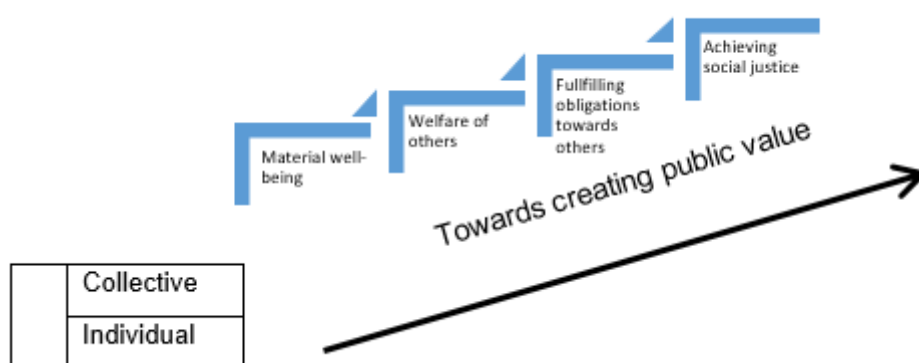 Material well-
being
Welfare of
others
Fullfilling
obligations
towards
others
Achieving
social justice
Towards creating public value
Collective
Individual